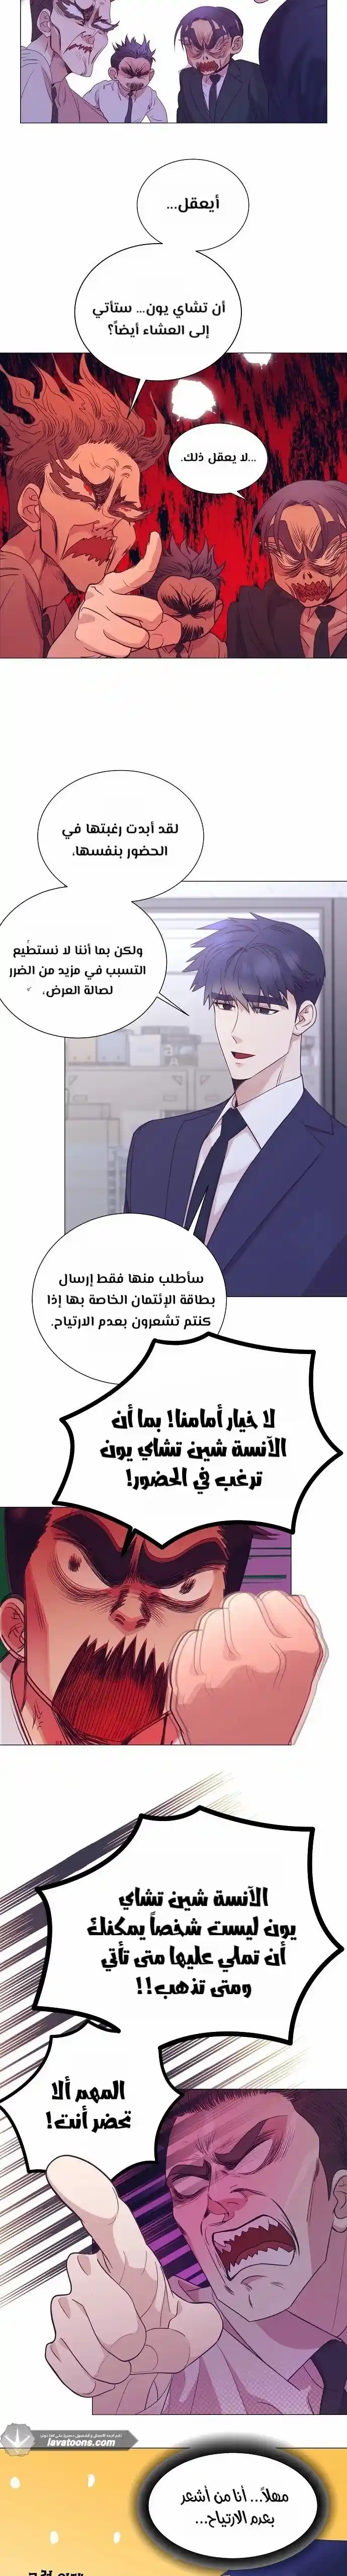 أيعقل...
أن تشاي يون... ستأتي
إلى العشاء أيضاً؟
...لا يعقل ذلك.
لقد أبدت رغبتها في
الحضور بنفسها،
ولكن بما أننا لا نستطيع
التسبب في مزيد من الضرر
لصالة العرض،
سأطلب منها فقط إرسال
بطاقة الإئتمان الخاصة بها إذا
كنتم تشعرون بعدم الارتياح.
لا خيار أمامنا! بما أن
الآنسة شين تشاي يون
ترغب في الحضور!
الآنسة شين تشاي
يون ليست شخصاً يمكنك
أن تملي عليها متى تأتي
ومتى تذهب!!
المهم ألا
تحضر أنت!
lavatoons.com
مهلاً... أنا من أشعر
بعدم الارتياح...